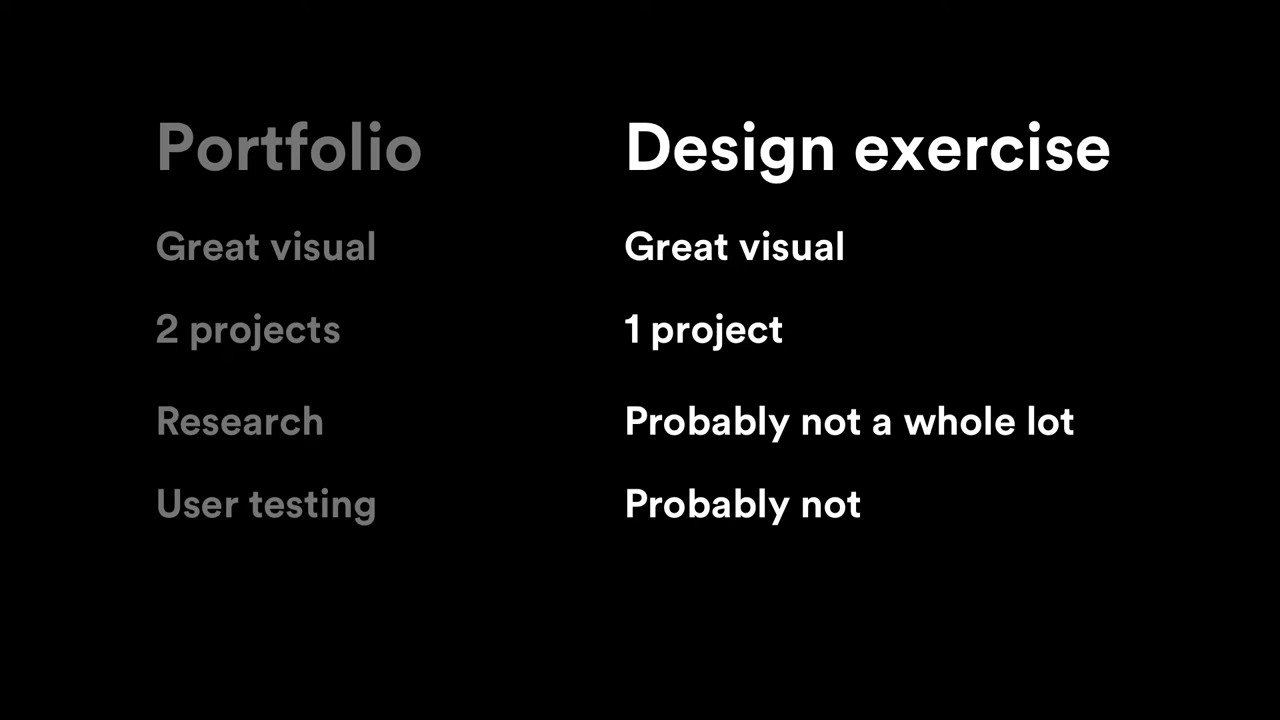 Portfolio
Design exercise
Great visual
Great visual
2 projects
1 project
Research
Probably not a whole lot
User testing
Probably not